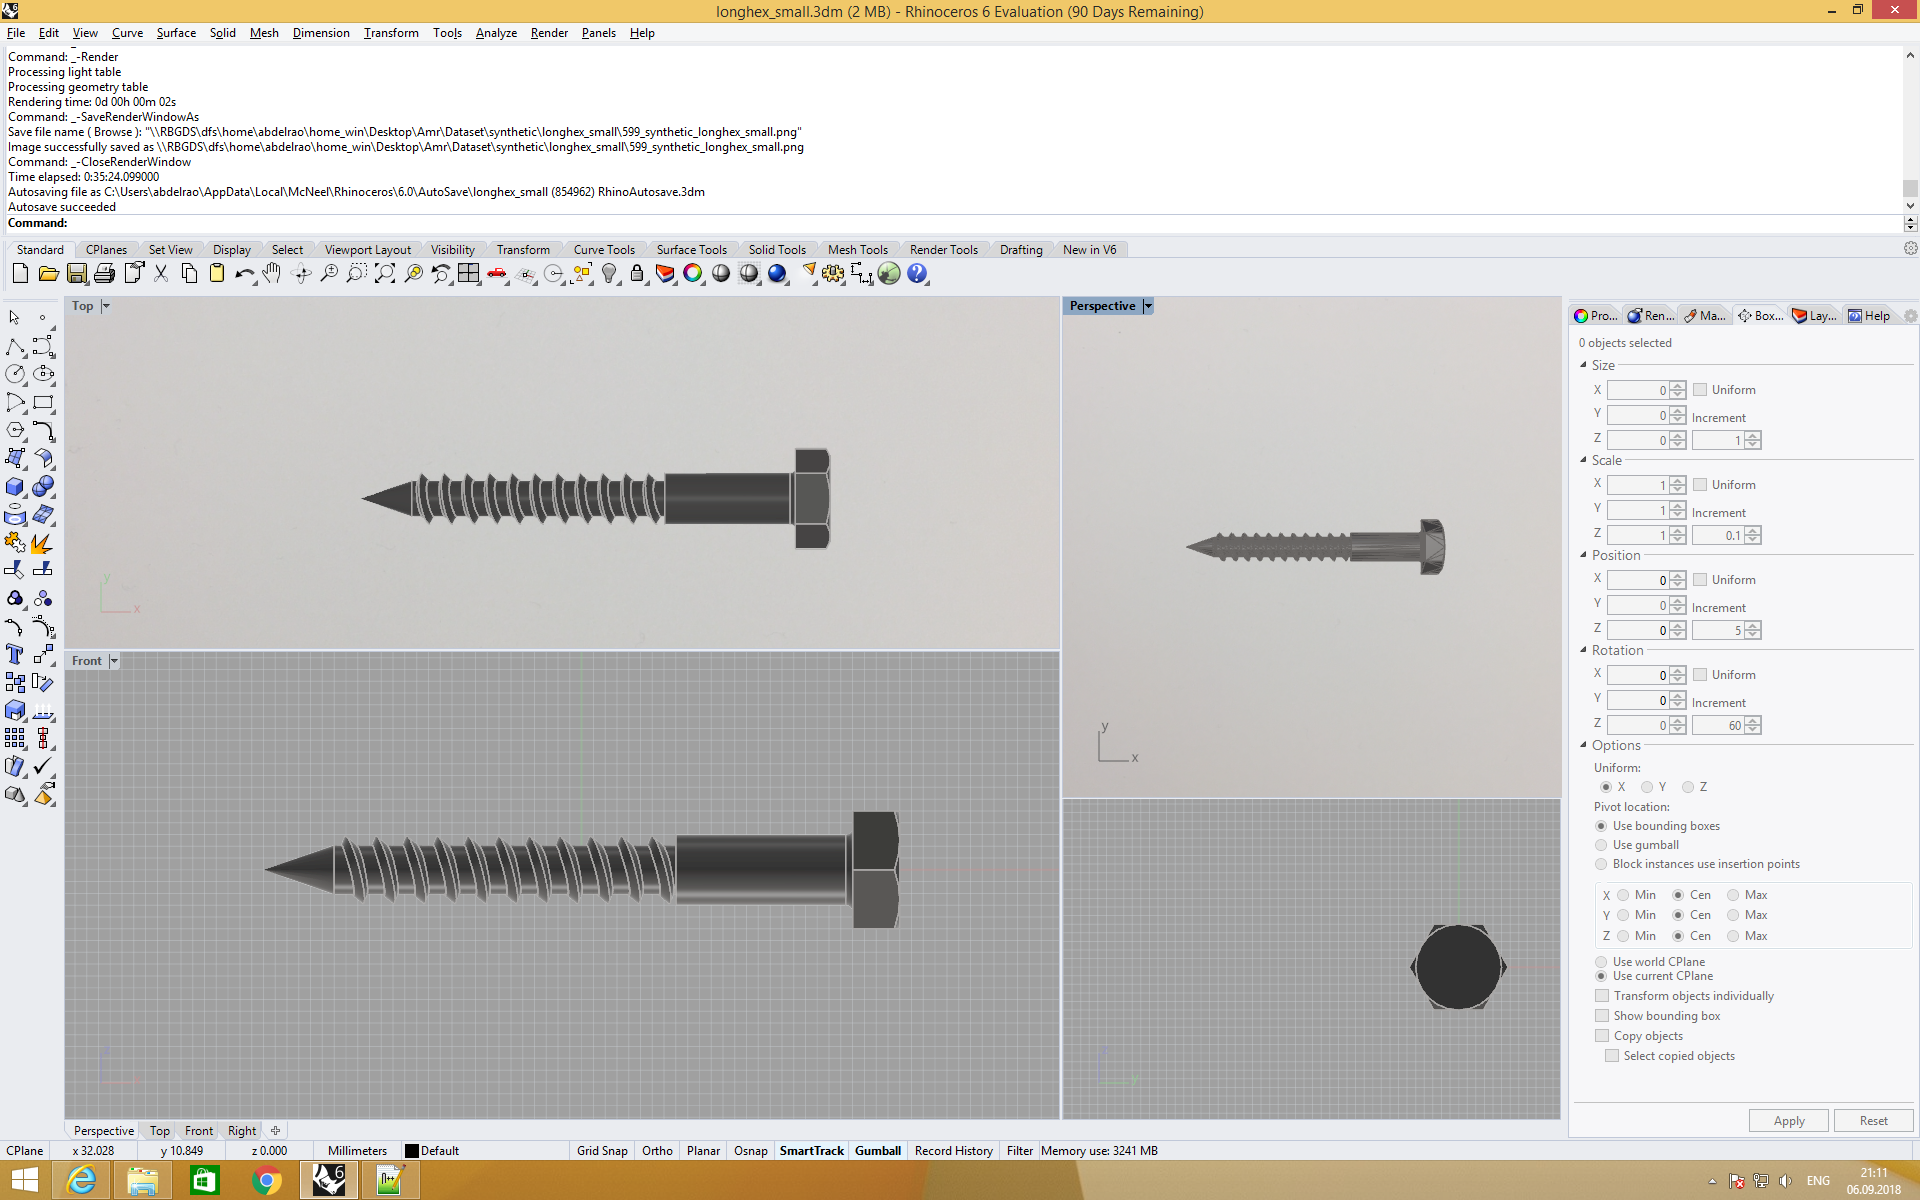 longhex_small.3dm (2 MB) - Rhinoceros 6 Evaluation (90 Days Remaining)
File Edit View Curve Surface Solid Mesh Dimension Transform Tools Analyze Render Panels Help
Command: _-Render
Processing light table
Processing geometry table
Rendering time: 0d 00h 00m 02s
Command: _-SaveRenderWindowAs
Save file name ( Browse ): "\\RBGDS\dfs\home\abdelrao\home_win\Desktop\Amr\Dataset\synthetic\longhex_small\599_synthetic_longhex_small.png"
Image successfully saved as \\RBGDS\dfs\home\abdelrao\home_win\Desktop\Amr\Dataset\synthetic\longhex_small\599_synthetic_longhex_small.png
Command: _-CloseRenderWindow
Time elapsed: 0:35:24.099000
Autosaving file as C:\Users\abdelrao\AppData\Local\McNeel\Rhinoceros\6.0\AutoSave\longhex_small (854962) RhinoAutosave.3dm
Autosave succeeded
Command:
Standard CPlanes Set View Display Select Viewport Layout Visibility Transform Curve Tools Surface Tools Solid Tools Mesh Tools Render Tools Drafting New in V6
Top
Perspective
Pro... Ren... Ma... Box... Lay... Help
0 objects selected
Size
X 0 Uniform
Y 0 Increment
Z 0 1
Scale
X 1 Uniform
Y 1 Increment
Z 1 0.1
Position
X 0 Uniform
Y 0 Increment
Z 0 5
Rotation
X 0 Uniform
Y 0 Increment
Z 0 60
Options
Uniform:
X Y Z
Pivot location:
Use bounding boxes
Use gumball
Block instances use insertion points
X Min Cen Max
Y Min Cen Max
Z Min Cen Max
Use world CPlane
Use current CPlane
Transform objects individually
Show bounding box
Copy objects
Select copied objects
Apply Reset
y
x
y
x
Front
Perspective Top Front Right
CPlane x 32.028 y 10.849 z 0.000 Millimeters Default Grid Snap Ortho Planar Osnap SmartTrack Gumball Record History Filter Memory use: 3241 MB
6
ENG
21:11
06.09.2018